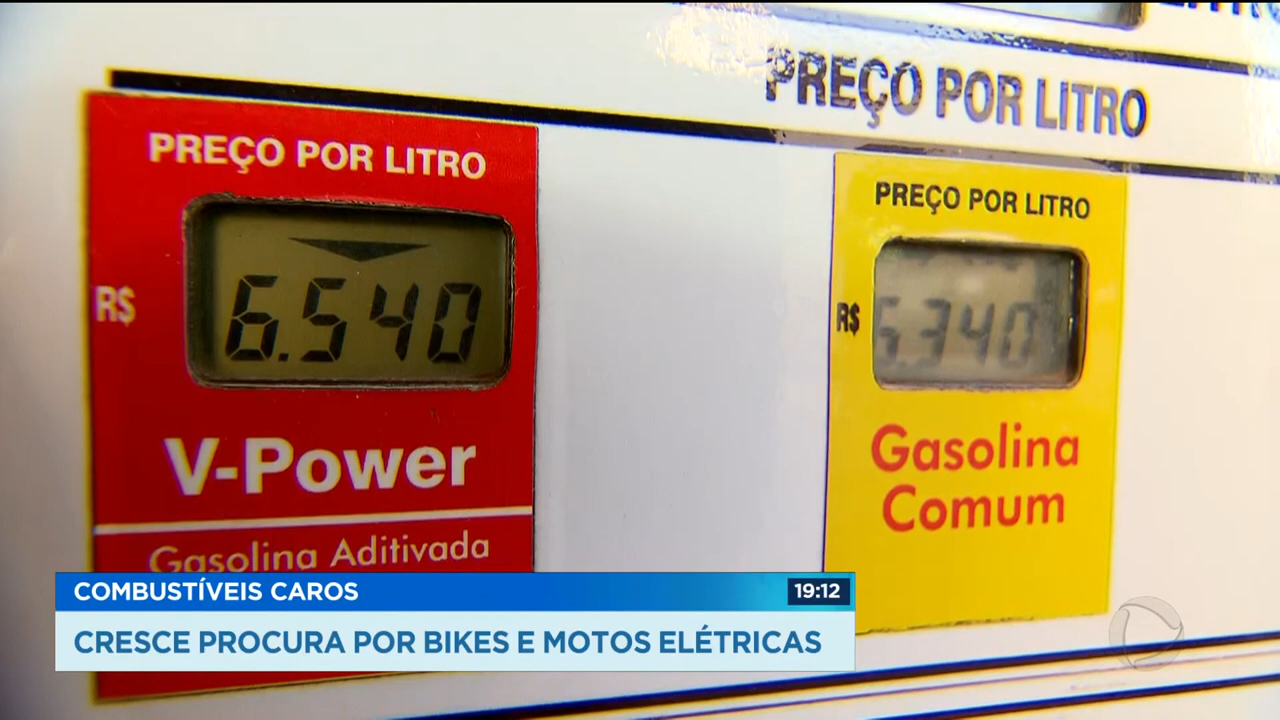 PREÇO POR LITRO
PREÇO POR LITRO
R$
6.540
V-Power
Gasolina Aditivada
PREÇO POR LITRO
R$
Gasolina
Comum
COMBUSTÍVEIS CAROS
19:12
CRESCE PROCURA POR BIKES E MOTOS ELÉTRICAS